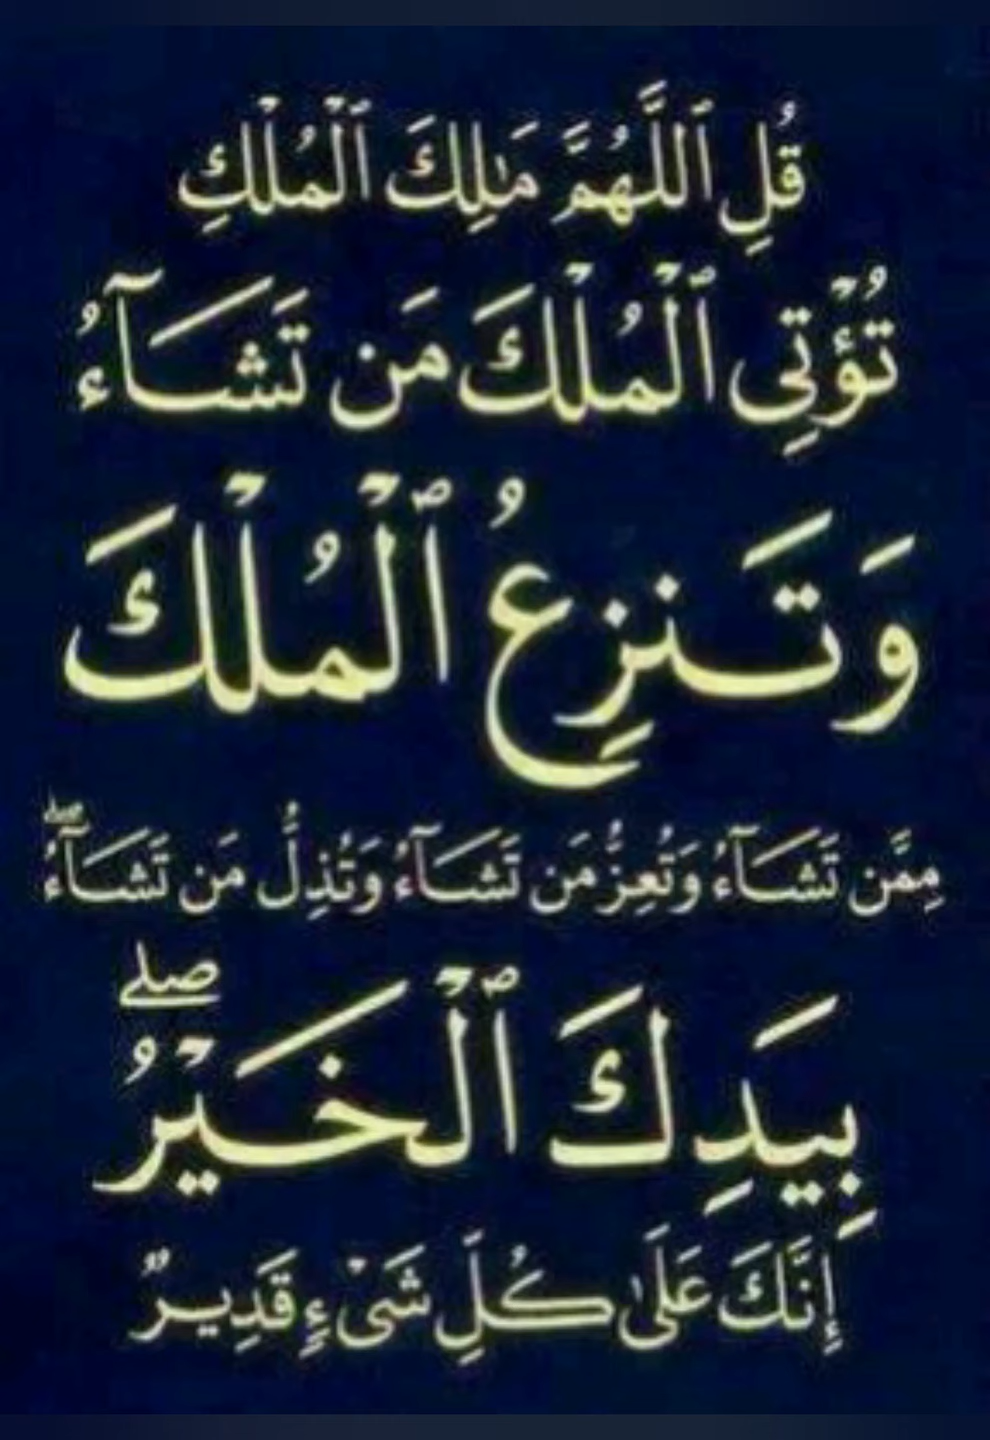 قُلِ ٱللَّهُمَّ مَٰلِكَ ٱلْمُلْكِ
تُؤْتِى ٱلْمُلْكَ مَن تَشَآءُ
وَتَنزِعُ ٱلْمُلْكَ
مِمَّن تَشَآءُ وَتُعِزُّ مَن تَشَآءُ وَتُذِلُّ مَن تَشَآءُۖ
بِيَدِكَ ٱلْخَيْرُۖ
إِنَّكَ عَلَىٰ كُلِّ شَىْءٍ قَدِيرٌ